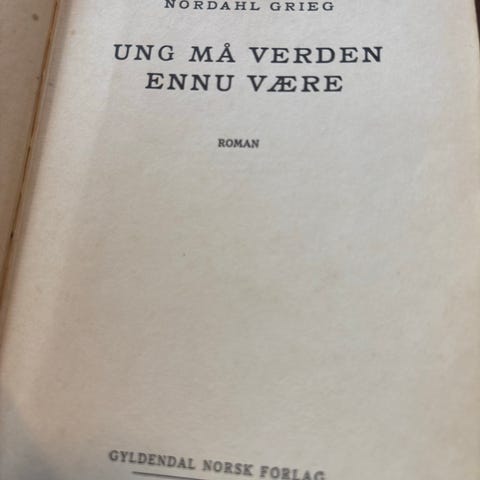 NORDAHL GRIEG
UNG MÅ VERDEN
ENNU VÆRE
ROMAN
GYLDENDAL NORSK FORLAG